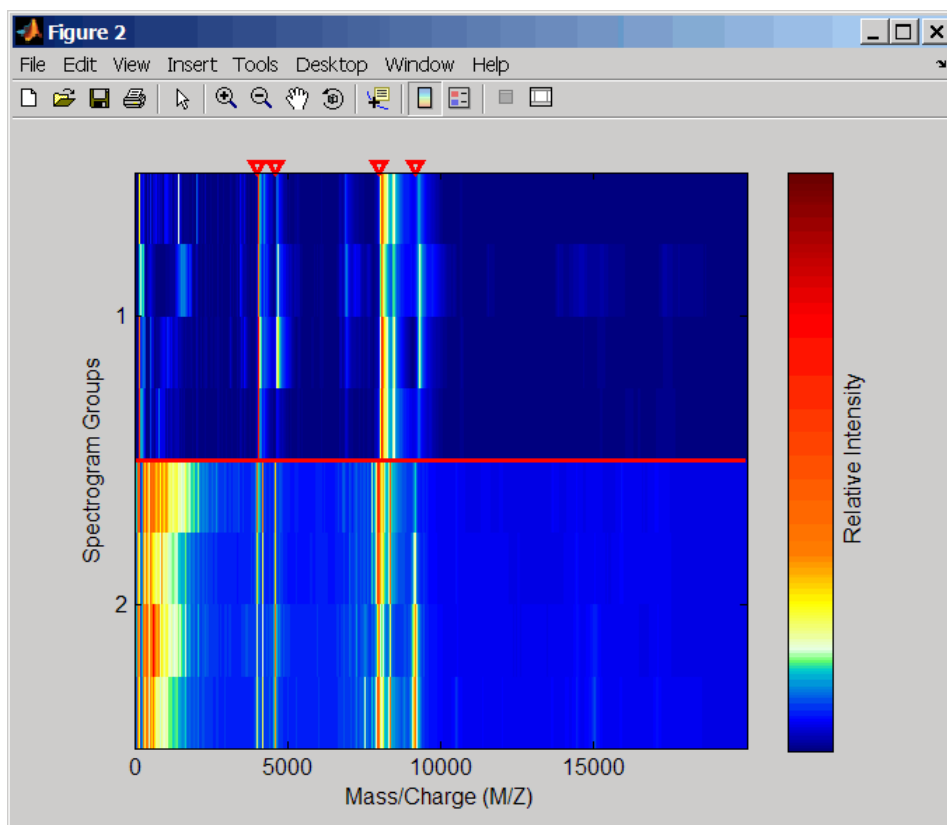 Figure 2
File Edit View Insert Tools Desktop Window Help
1
2
Spectrogram Groups
0 5000 10000 15000
Mass/Charge (M/Z)
Relative Intensity